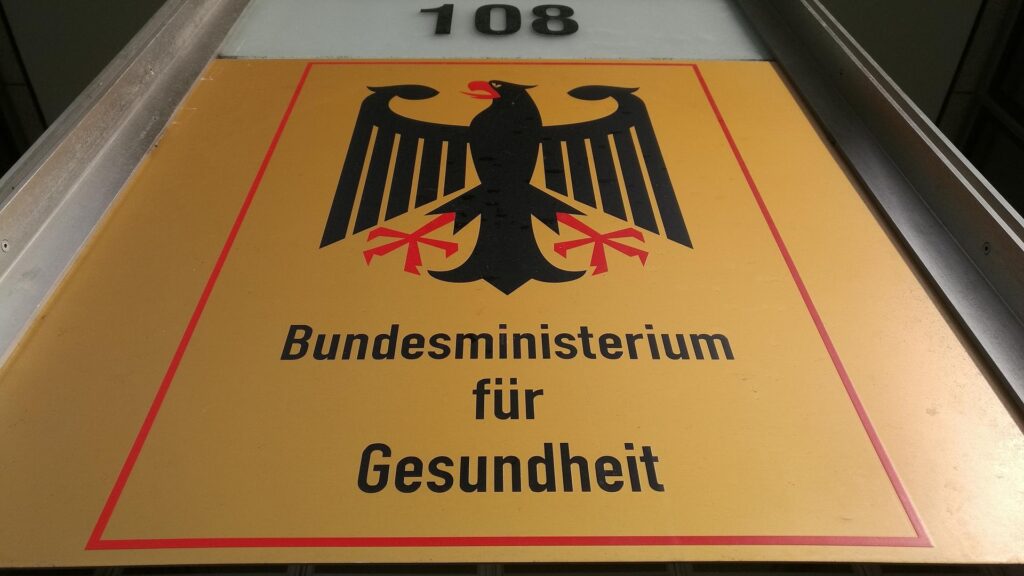 108
Bundesministerium
für
Gesundheit